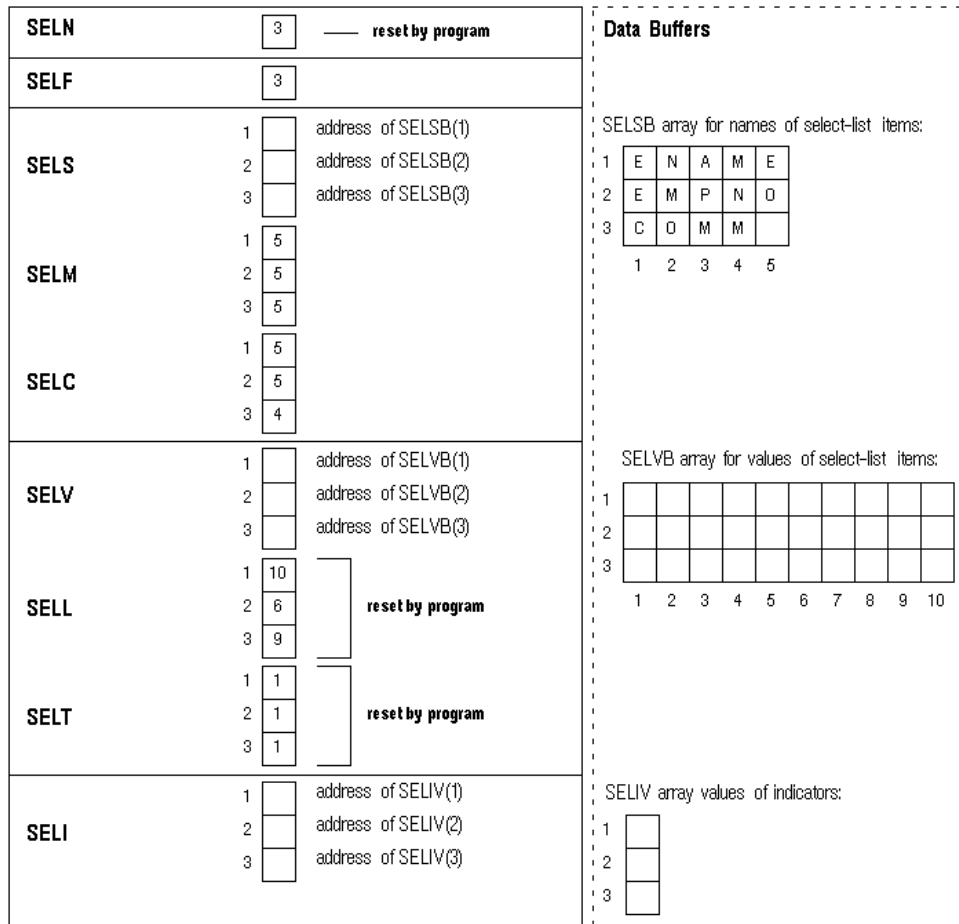 SELN 3 reset by program
SELF 3
SELS
1 address of SELSB(1)
2 address of SELSB(2)
3 address of SELSB(3)
SELM
1 5
2 5
3 5
SELC
1 5
2 5
3 4
SELV
1 address of SELVB(1)
2 address of SELVB(2)
3 address of SELVB(3)
SELL
1 10
2 6 reset by program
3 9
SELT
1 1
2 1 reset by program
3 1
SELI
1 address of SELIV(1)
2 address of SELIV(2)
3 address of SELIV(3)
Data Buffers
SELSB array for names of select-list items:
1 E N A M E
2 E M P N O
3 C O M M
1 2 3 4 5
SELVB array for values of select-list items:
1
2
3
1 2 3 4 5 6 7 8 9 10
SELIV array values of indicators:
1
2
3